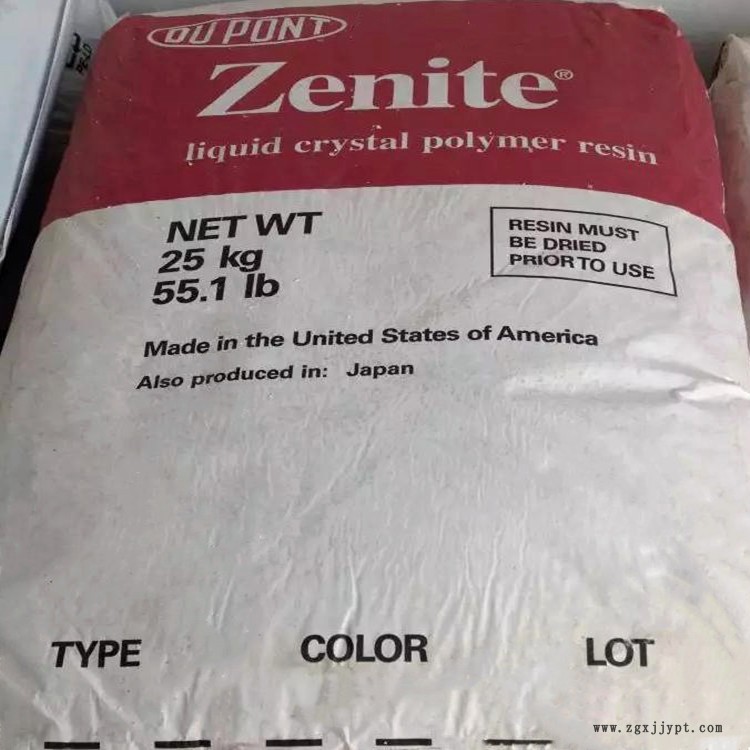 DU PONT
Zenite®
liquid crystal polymer resin
NET WT
25 kg
55.1 lb
RESIN MUST
BE DRIED
PRIOR TO USE
Made in the United States of America
Also produced in: Japan
TYPE COLOR LOT
www.zgxjjypt.com